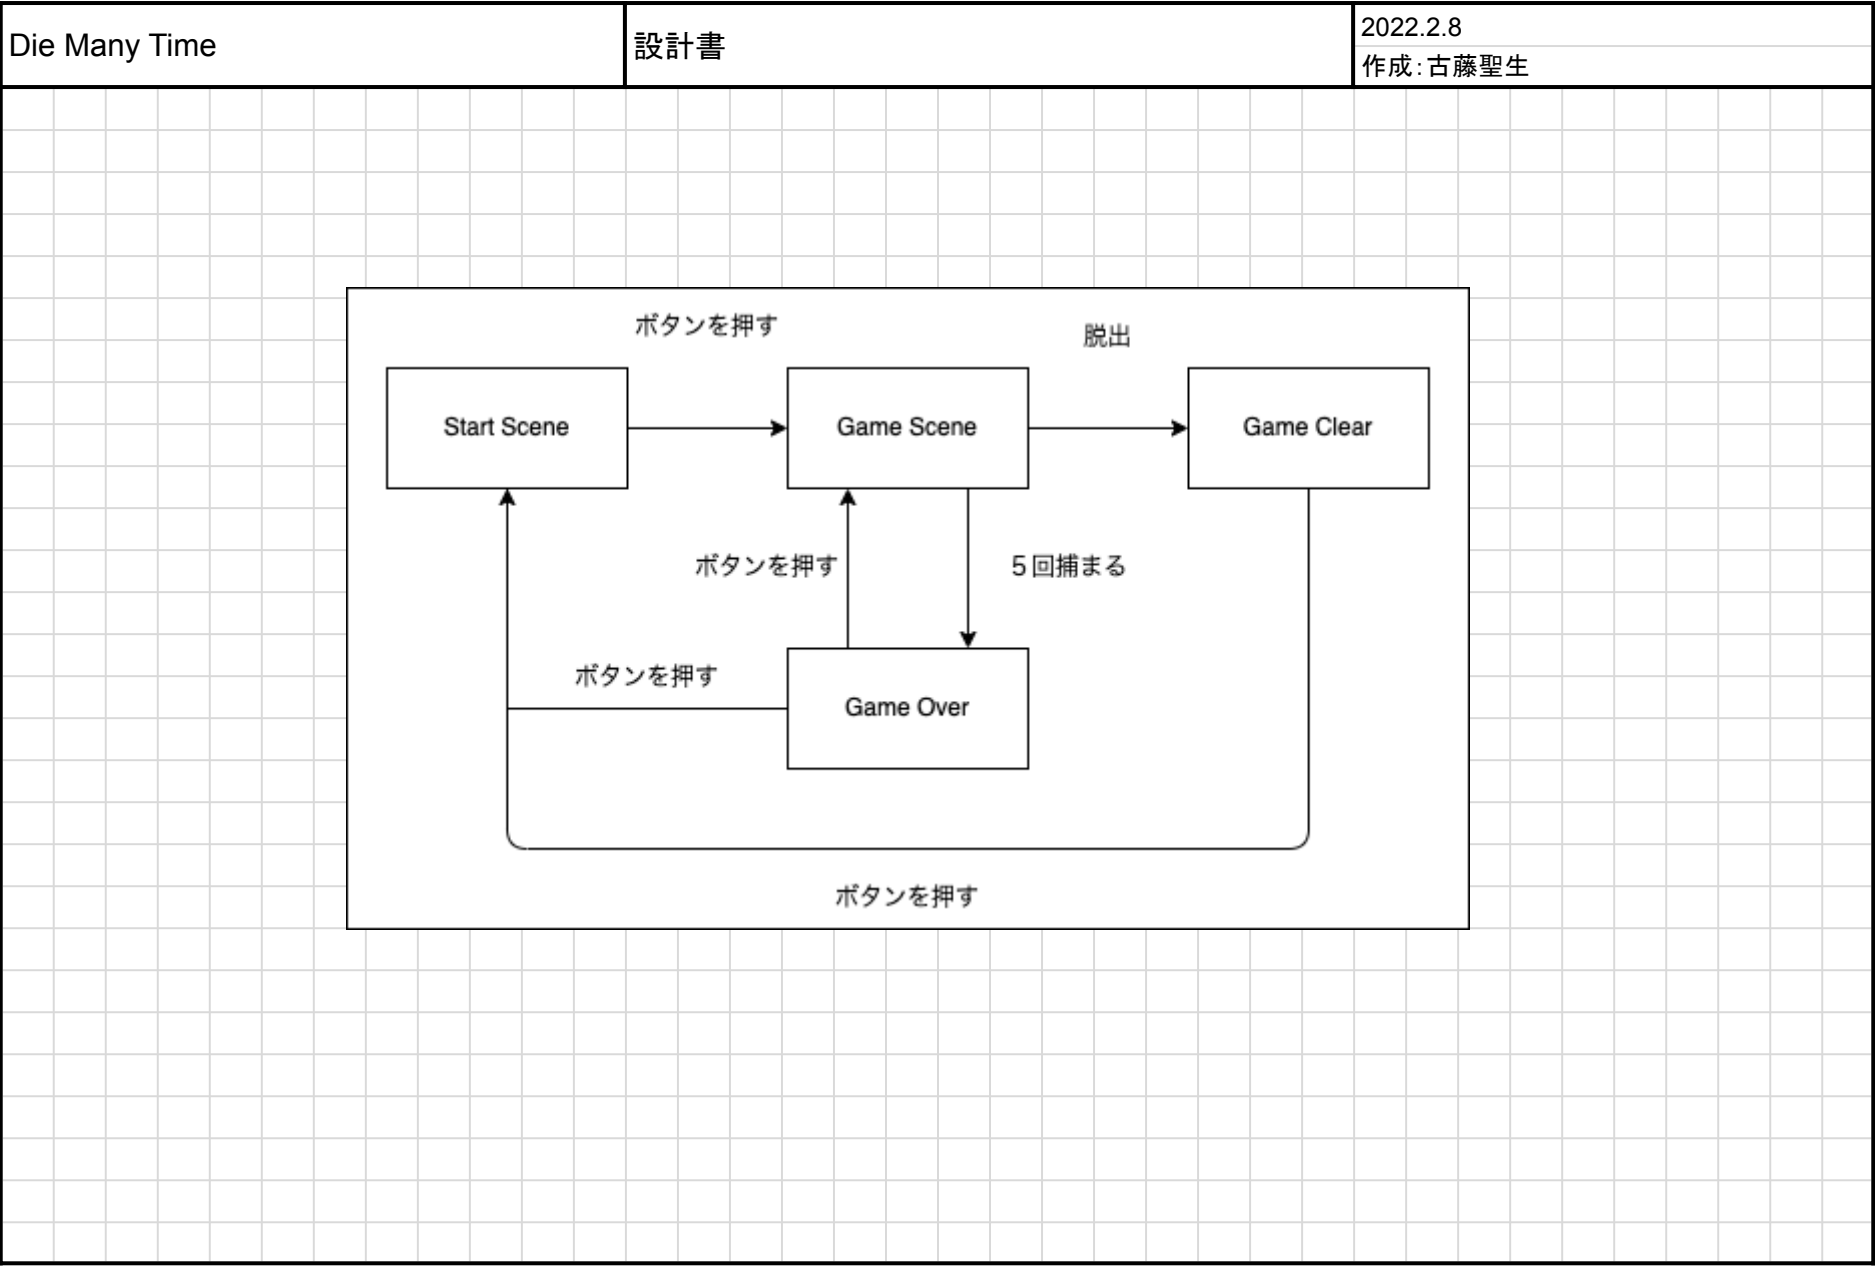 Die Many Time
設計書
2022.2.8
作成：古藤聖生
ボタンを押す
脱出
Start Scene
Game Scene
Game Clear
ボタンを押す
５回捕まる
ボタンを押す
Game Over
ボタンを押す